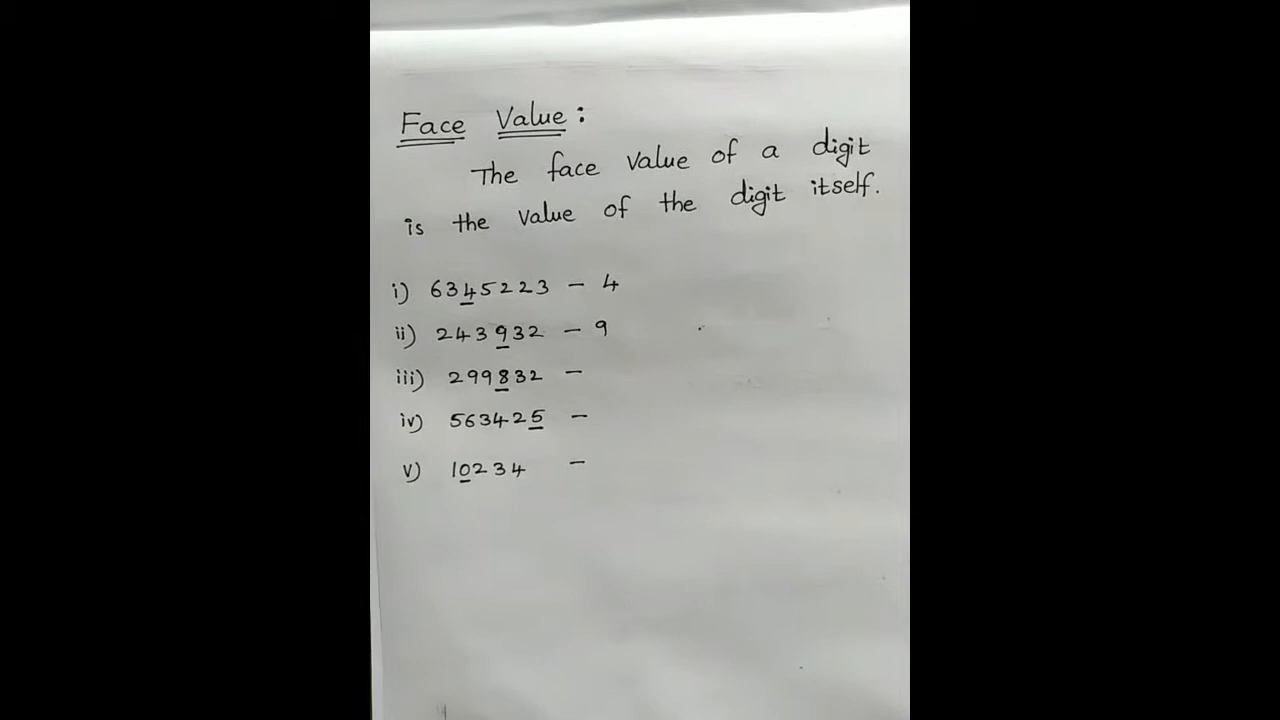 Face Value:
The face value of a digit
is the value of the digit itself.
i) 6345223 - 4
ii) 243932 - 9
iii) 299832 -
iv) 563425 -
v) 10234 -